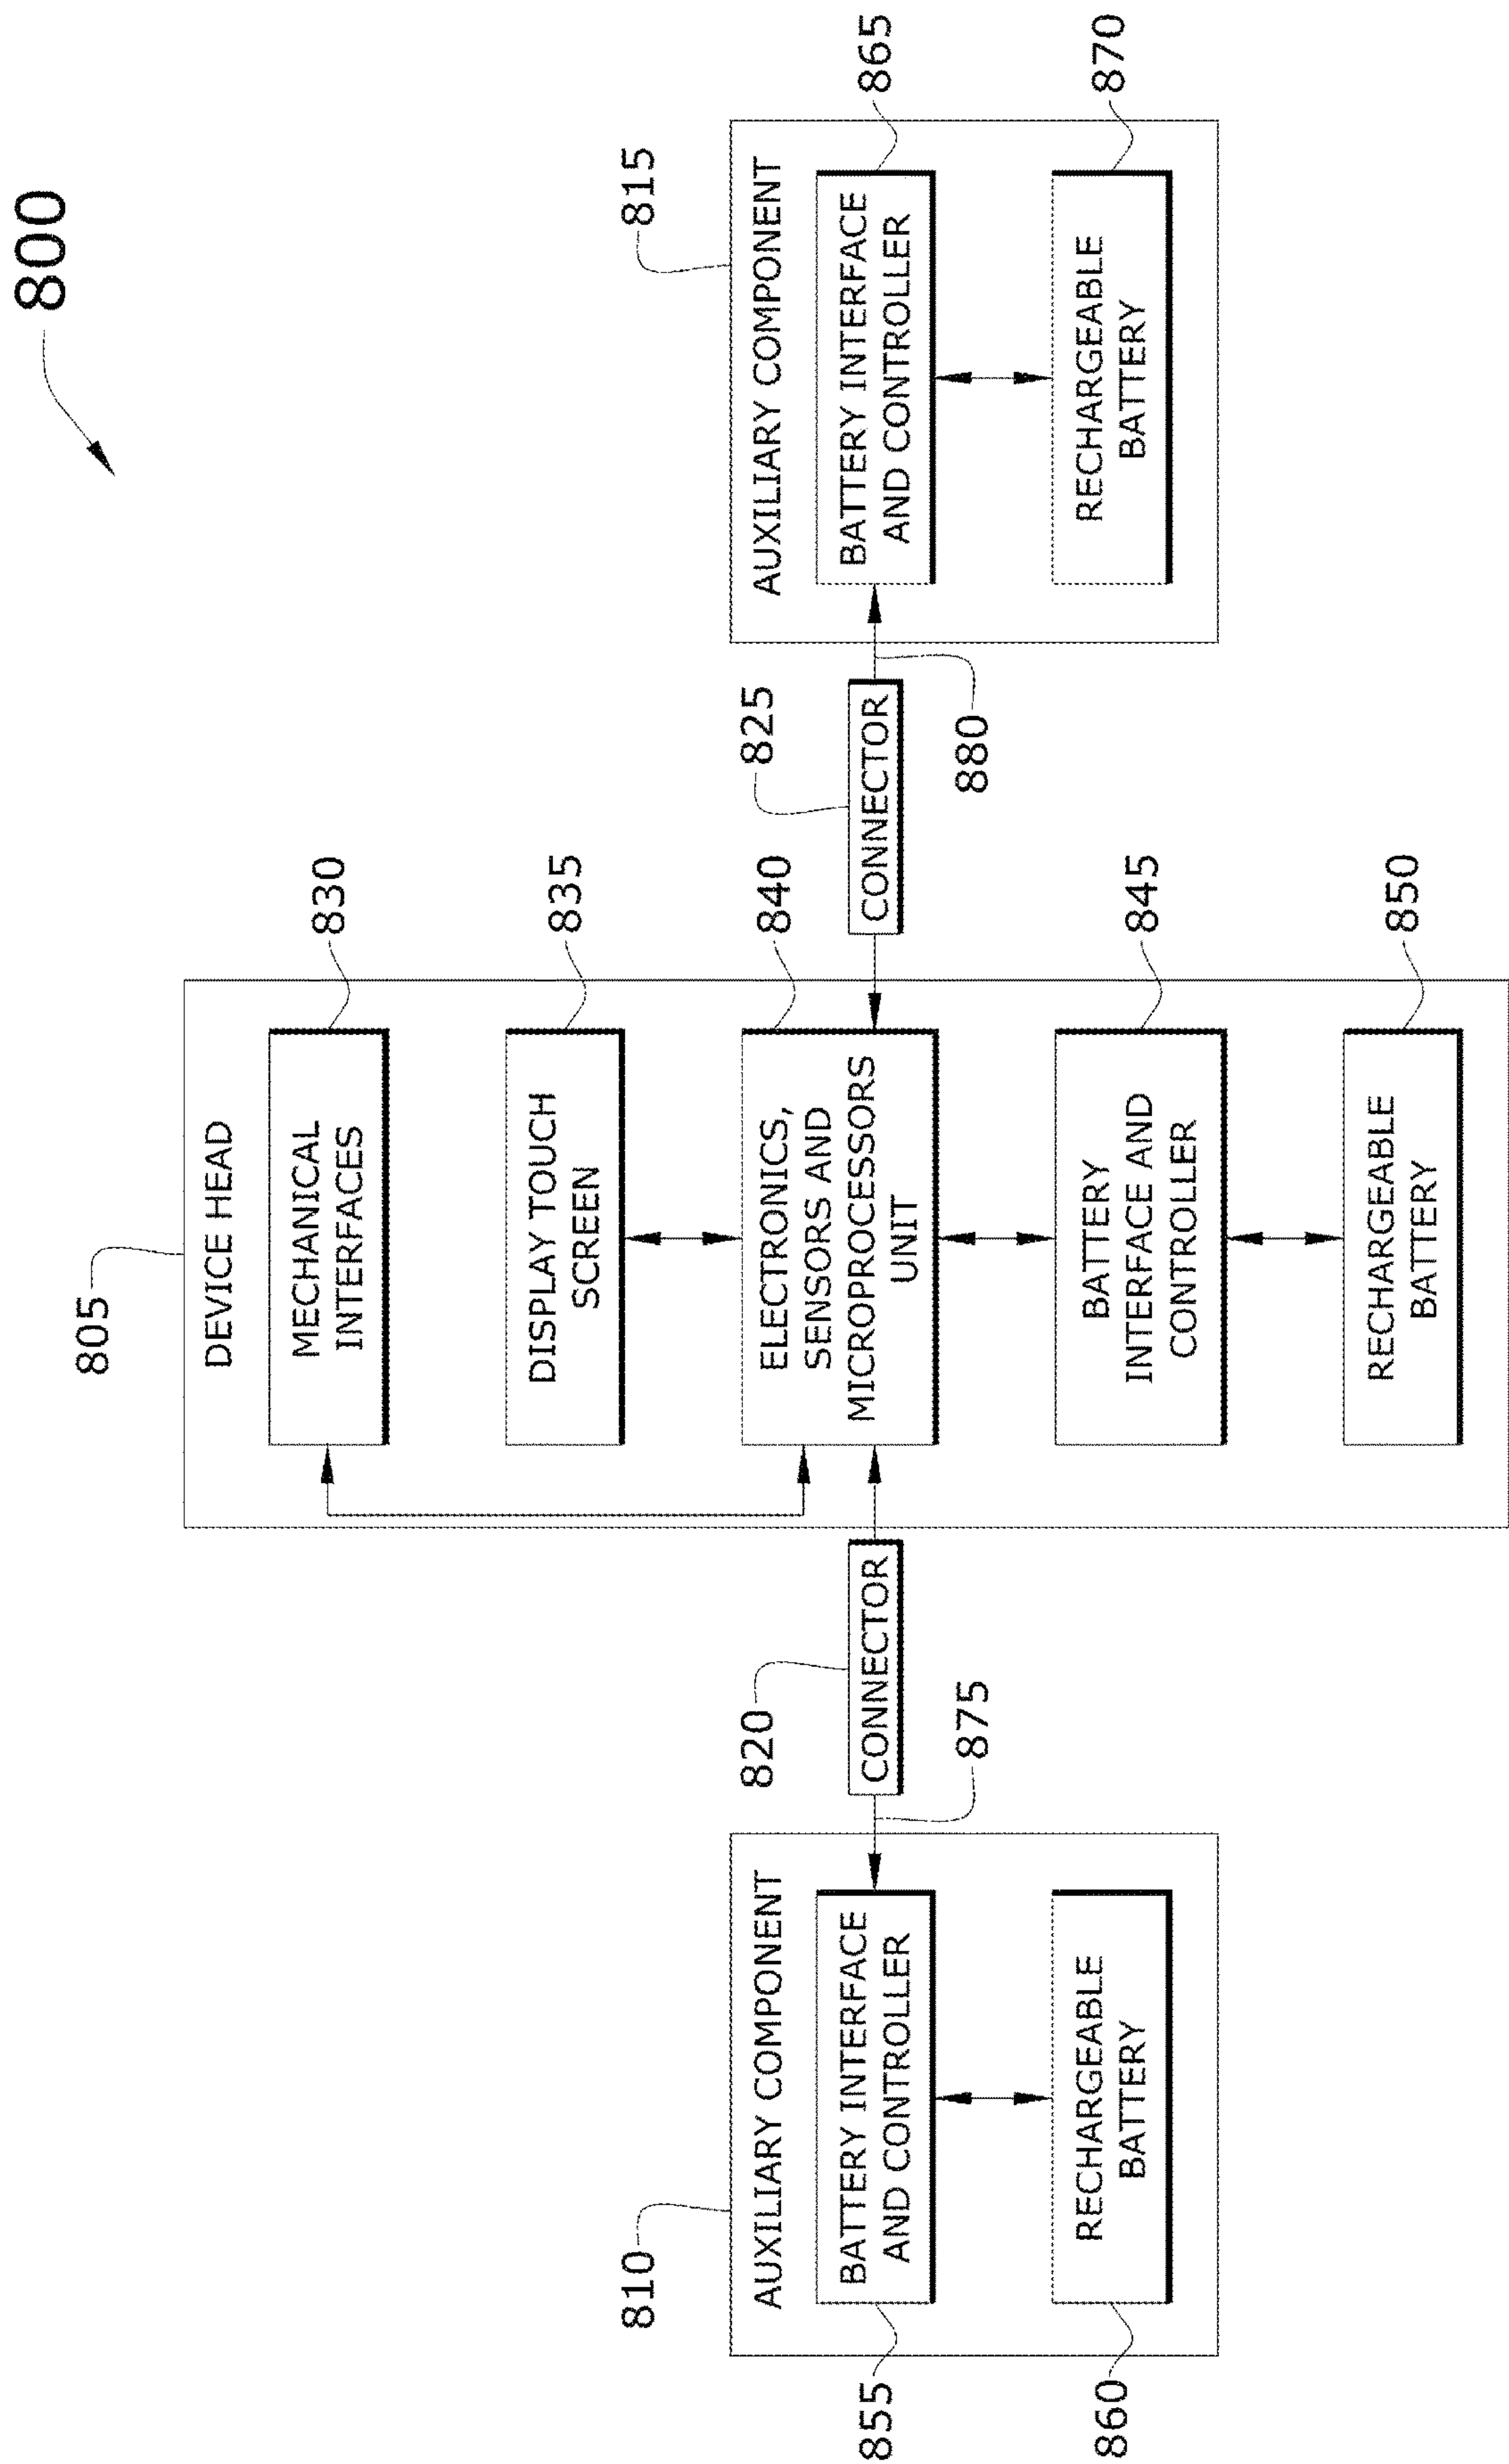 800
805
DEVICE HEAD
MECHANICAL
INTERFACES
830
DISPLAY TOUCH
SCREEN
835
ELECTRONICS,
SENSORS AND
MICROPROCESSORS
UNIT
840
BATTERY
INTERFACE AND
CONTROLLER
845
RECHARGEABLE
BATTERY
850
810
AUXILIARY COMPONENT
BATTERY INTERFACE
AND CONTROLLER
855
RECHARGEABLE
BATTERY
860
820
CONNECTOR
875
825
CONNECTOR
880
815
AUXILIARY COMPONENT
BATTERY INTERFACE
AND CONTROLLER
865
RECHARGEABLE
BATTERY
870